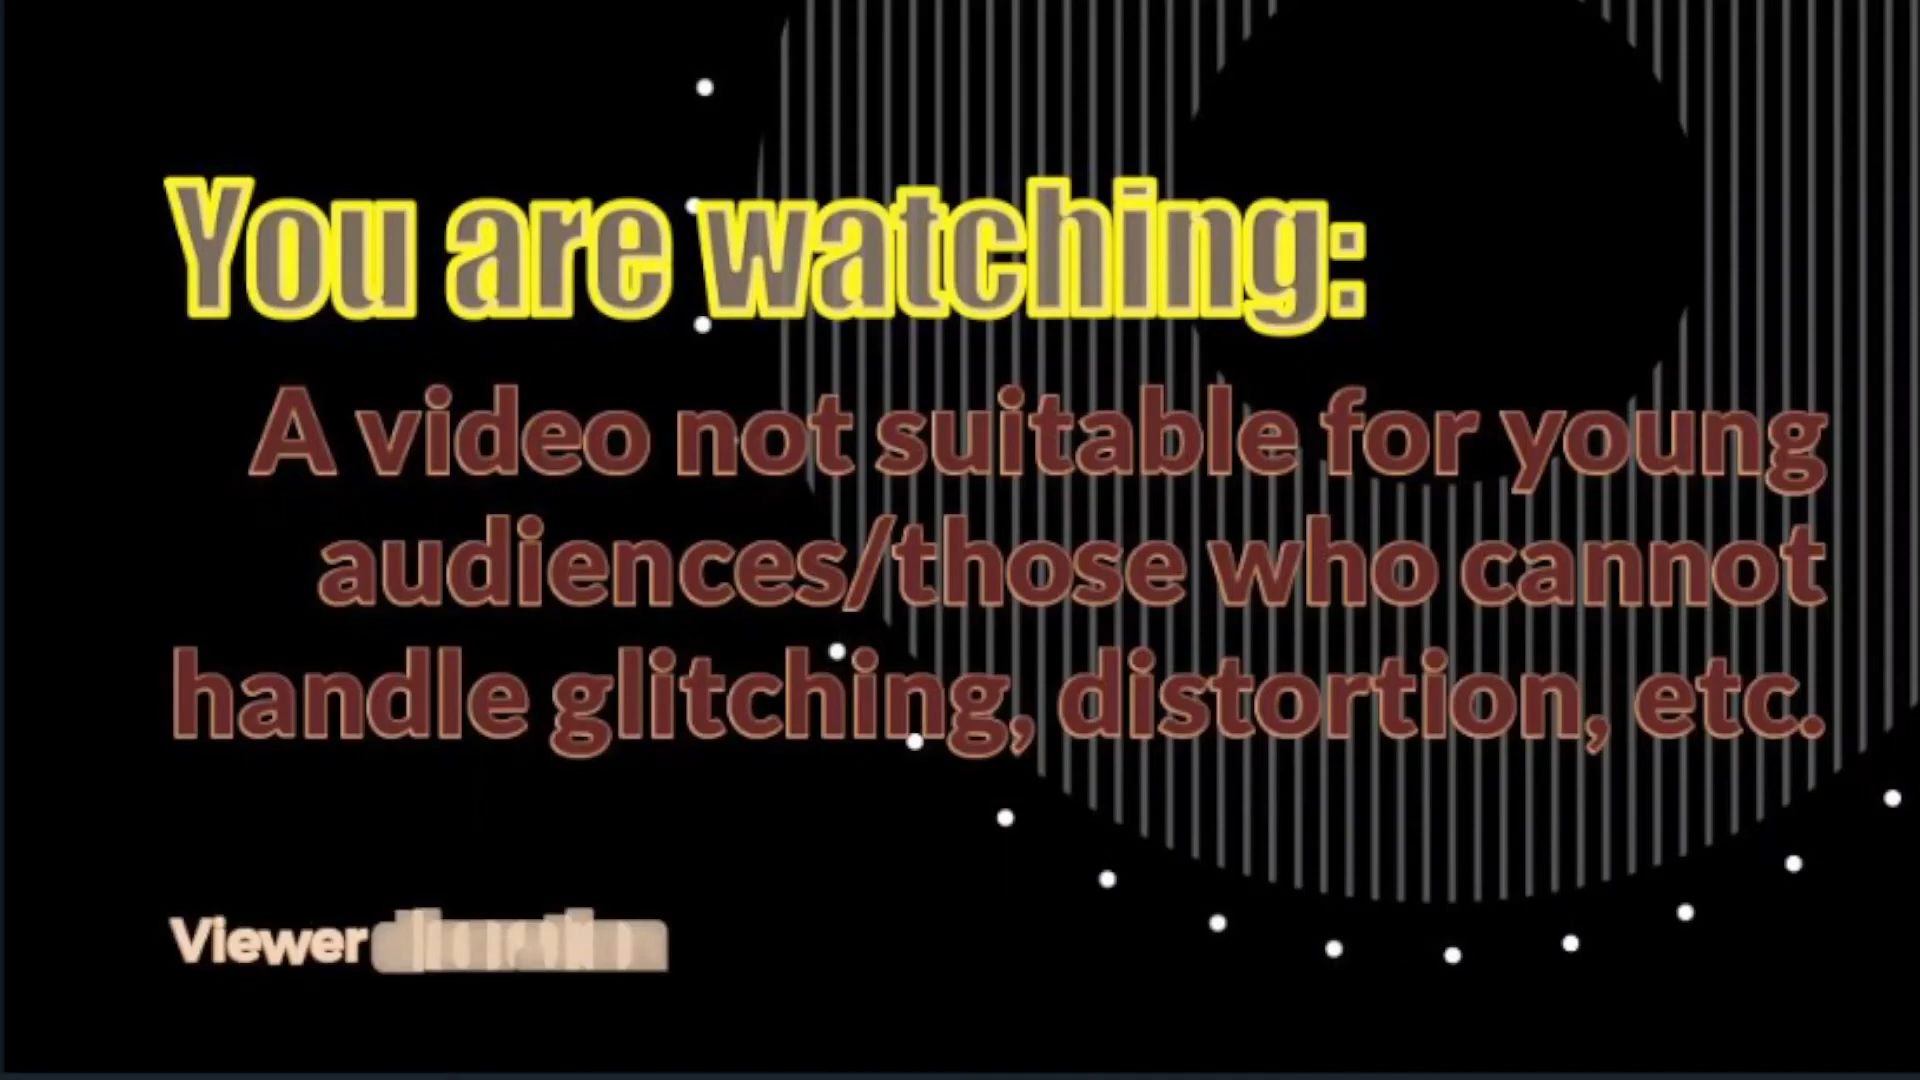 You are watching:
A video not suitable for young
audiences/those who cannot
handle glitching, distortion, etc.
Viewer